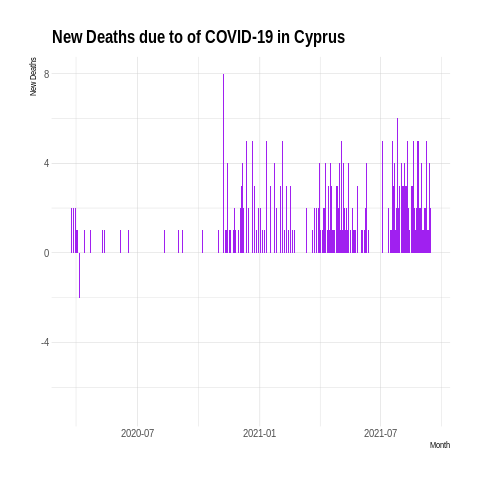 New Deaths due to of COVID-19 in Cyprus
New Deaths
8
4
0
-4
2020-07
2021-01
2021-07
Month